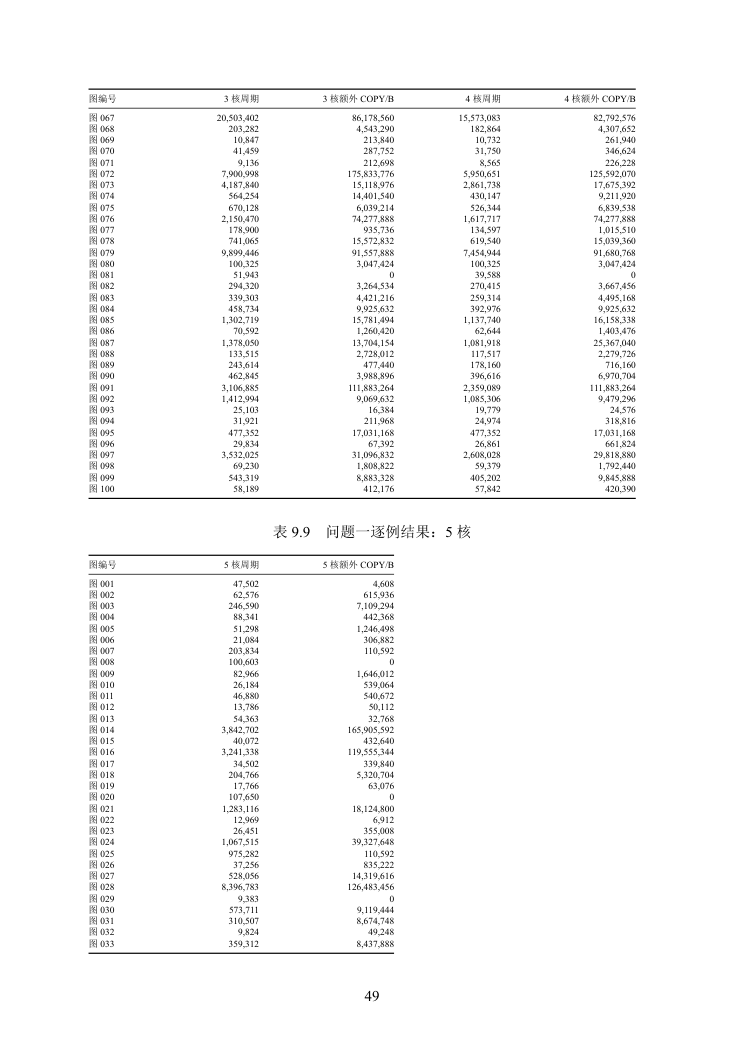 图编号 3 核周期 3 核额外 COPY/B 4 核周期 4 核额外 COPY/B
图 067 20,503,402 86,178,560 15,573,083 82,792,576
图 068 203,282 4,543,290 182,864 4,307,652
图 069 10,847 213,840 10,732 261,940
图 070 41,459 287,752 31,750 346,624
图 071 9,136 212,698 8,565 226,228
图 072 7,900,998 175,833,776 5,950,651 125,592,070
图 073 4,187,840 15,118,976 2,861,738 17,675,392
图 074 564,254 14,401,540 430,147 9,211,920
图 075 670,128 6,039,214 526,344 6,839,538
图 076 2,150,470 74,277,888 1,617,717 74,277,888
图 077 178,900 935,736 134,597 1,015,510
图 078 741,065 15,572,832 619,540 15,039,360
图 079 9,899,446 91,557,888 7,454,944 91,680,768
图 080 100,325 3,047,424 100,325 3,047,424
图 081 51,943 0 39,588 0
图 082 294,320 3,264,534 270,415 3,667,456
图 083 339,303 4,421,216 259,314 4,495,168
图 084 458,734 9,925,632 392,976 9,925,632
图 085 1,302,719 15,781,494 1,137,740 16,158,338
图 086 70,592 1,260,420 62,644 1,403,476
图 087 1,378,050 13,704,154 1,081,918 25,367,040
图 088 133,515 2,728,012 117,517 2,279,726
图 089 243,614 477,440 178,160 716,160
图 090 462,845 3,988,896 396,616 6,970,704
图 091 3,106,885 111,883,264 2,359,089 111,883,264
图 092 1,412,994 9,069,632 1,085,306 9,479,296
图 093 25,103 16,384 19,779 24,576
图 094 31,921 211,968 24,974 318,816
图 095 477,352 17,031,168 477,352 17,031,168
图 096 29,834 67,392 26,861 661,824
图 097 3,532,025 31,096,832 2,608,028 29,818,880
图 098 69,230 1,808,822 59,379 1,792,440
图 099 543,319 8,883,328 405,202 9,845,888
图 100 58,189 412,176 57,842 420,390
表 9.9 问题一逐例结果：5 核
图编号 5 核周期 5 核额外 COPY/B
图 001 47,502 4,608
图 002 62,576 615,936
图 003 246,590 7,109,294
图 004 88,341 442,368
图 005 51,298 1,246,498
图 006 21,084 306,882
图 007 203,834 110,592
图 008 100,603 0
图 009 82,966 1,646,012
图 010 26,184 539,064
图 011 46,880 540,672
图 012 13,786 50,112
图 013 54,363 32,768
图 014 3,842,702 165,905,592
图 015 40,072 432,640
图 016 3,241,338 119,555,344
图 017 34,502 339,840
图 018 204,766 5,320,704
图 019 17,766 63,076
图 020 107,650 0
图 021 1,283,116 18,124,800
图 022 12,969 6,912
图 023 26,451 355,008
图 024 1,067,515 39,327,648
图 025 975,282 110,592
图 026 37,256 835,222
图 027 528,056 14,319,616
图 028 8,396,783 126,483,456
图 029 9,383 0
图 030 573,711 9,119,444
图 031 310,507 8,674,748
图 032 9,824 49,248
图 033 359,312 8,437,888
49